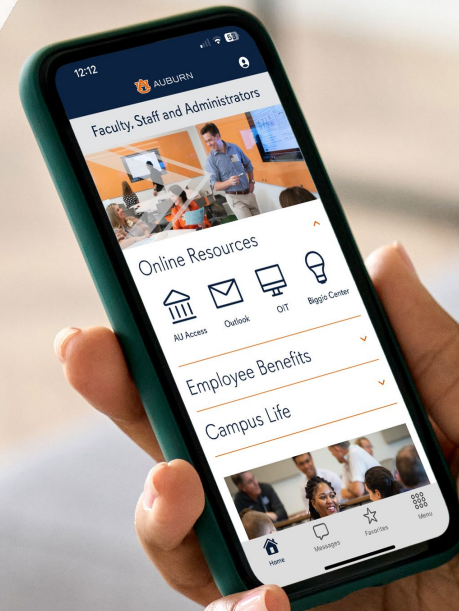 12:12
53
AUBURN
Faculty, Staff and Administrators
Online Resources
AU Access
Outlook
OIT
Biggio Center
Employee Benefits
Campus Life
Home
Messages
Favorites
Menu